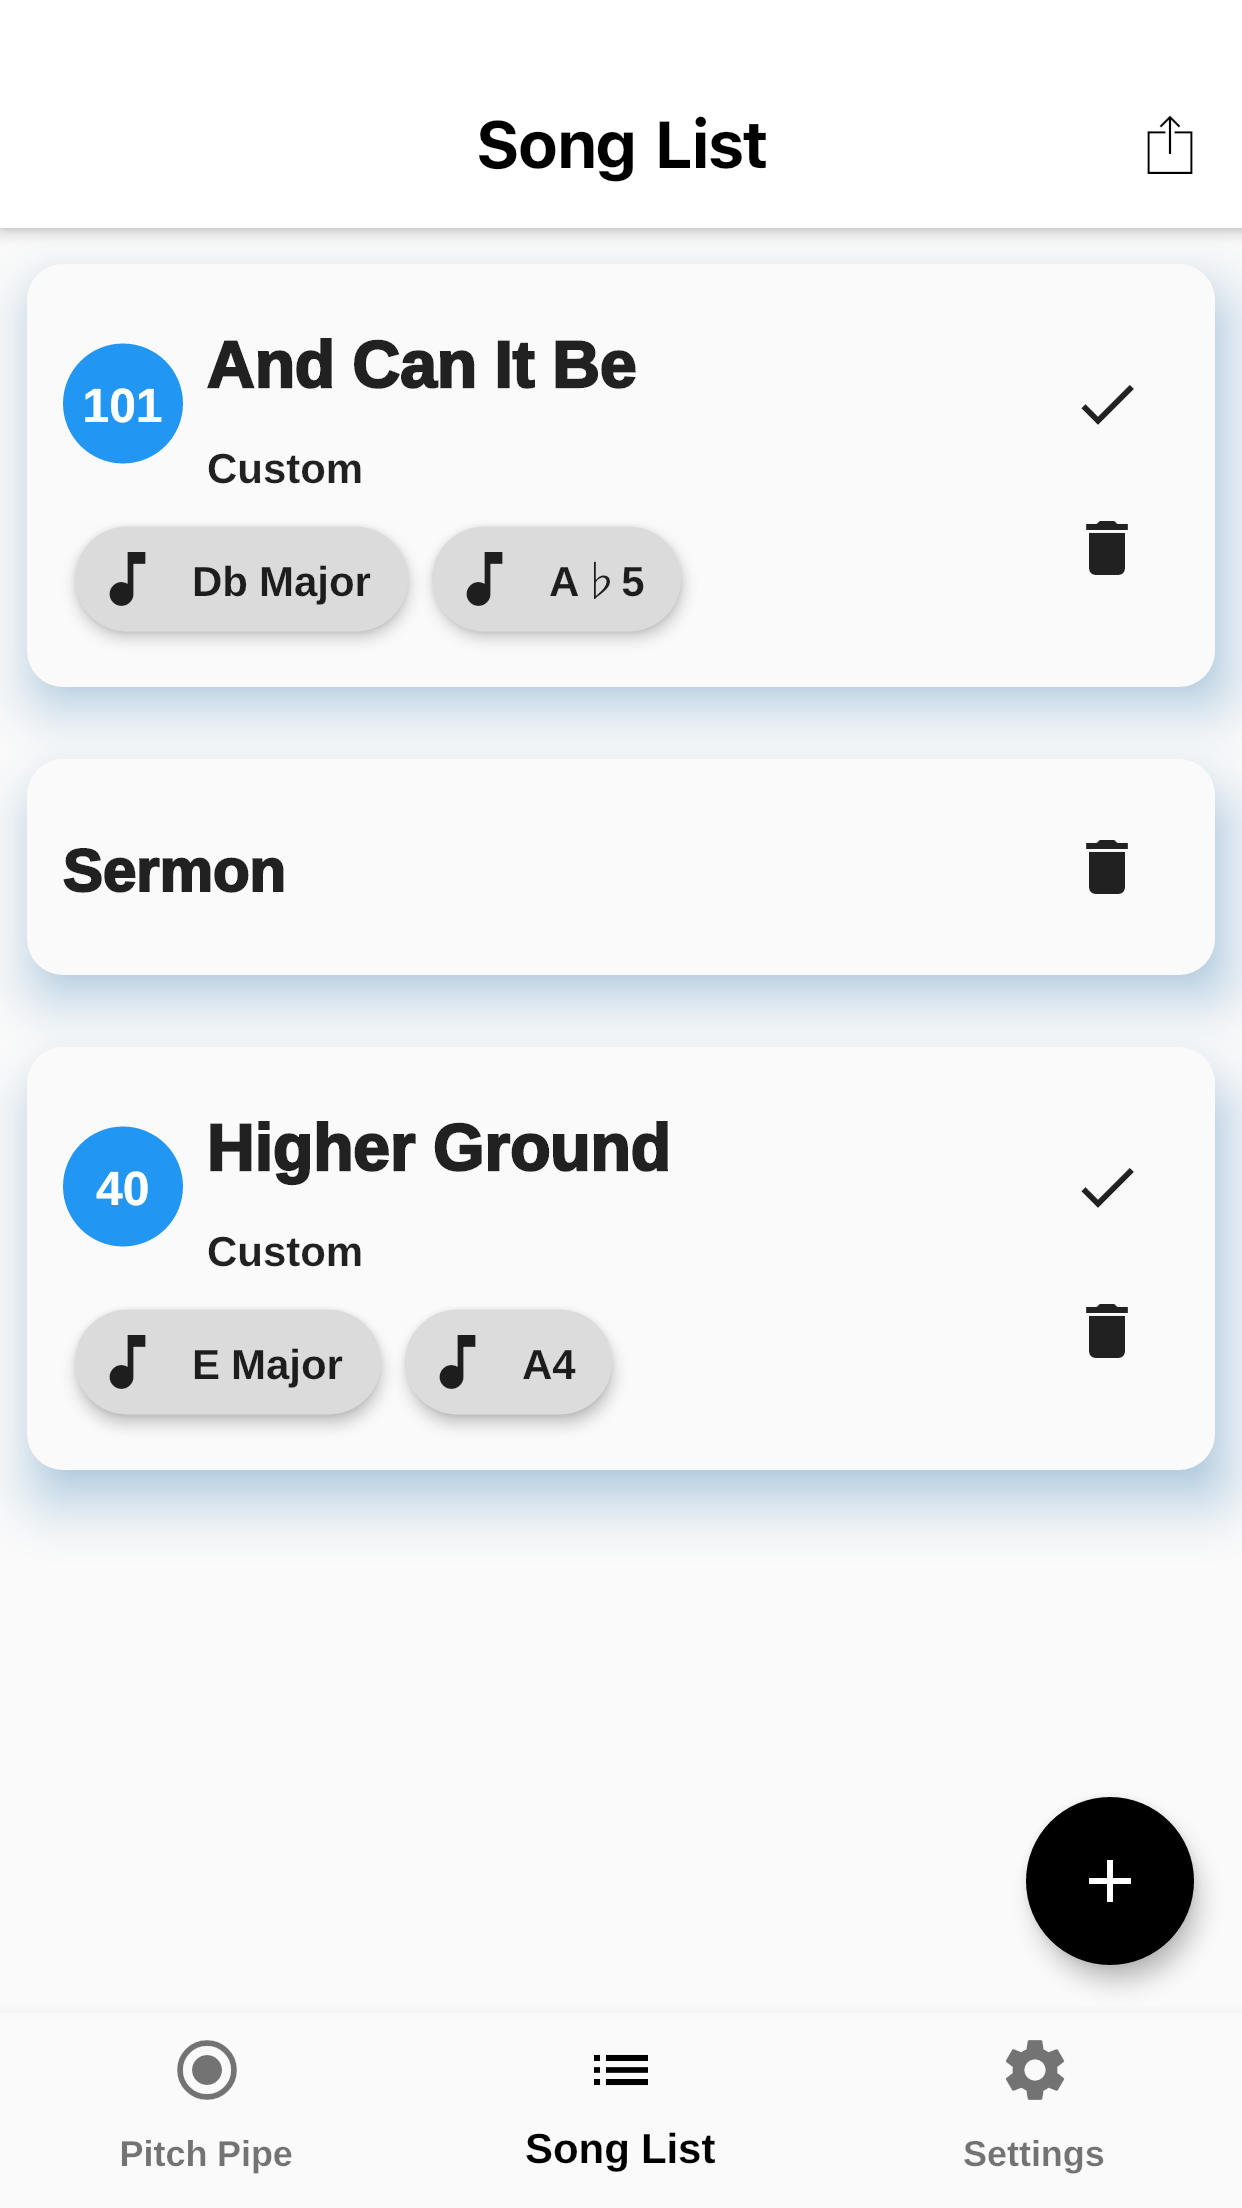 Song List
101
And Can It Be
Custom
Db Major
A♭5
Sermon
40
Higher Ground
Custom
E Major
A4
Pitch Pipe
Song List
Settings